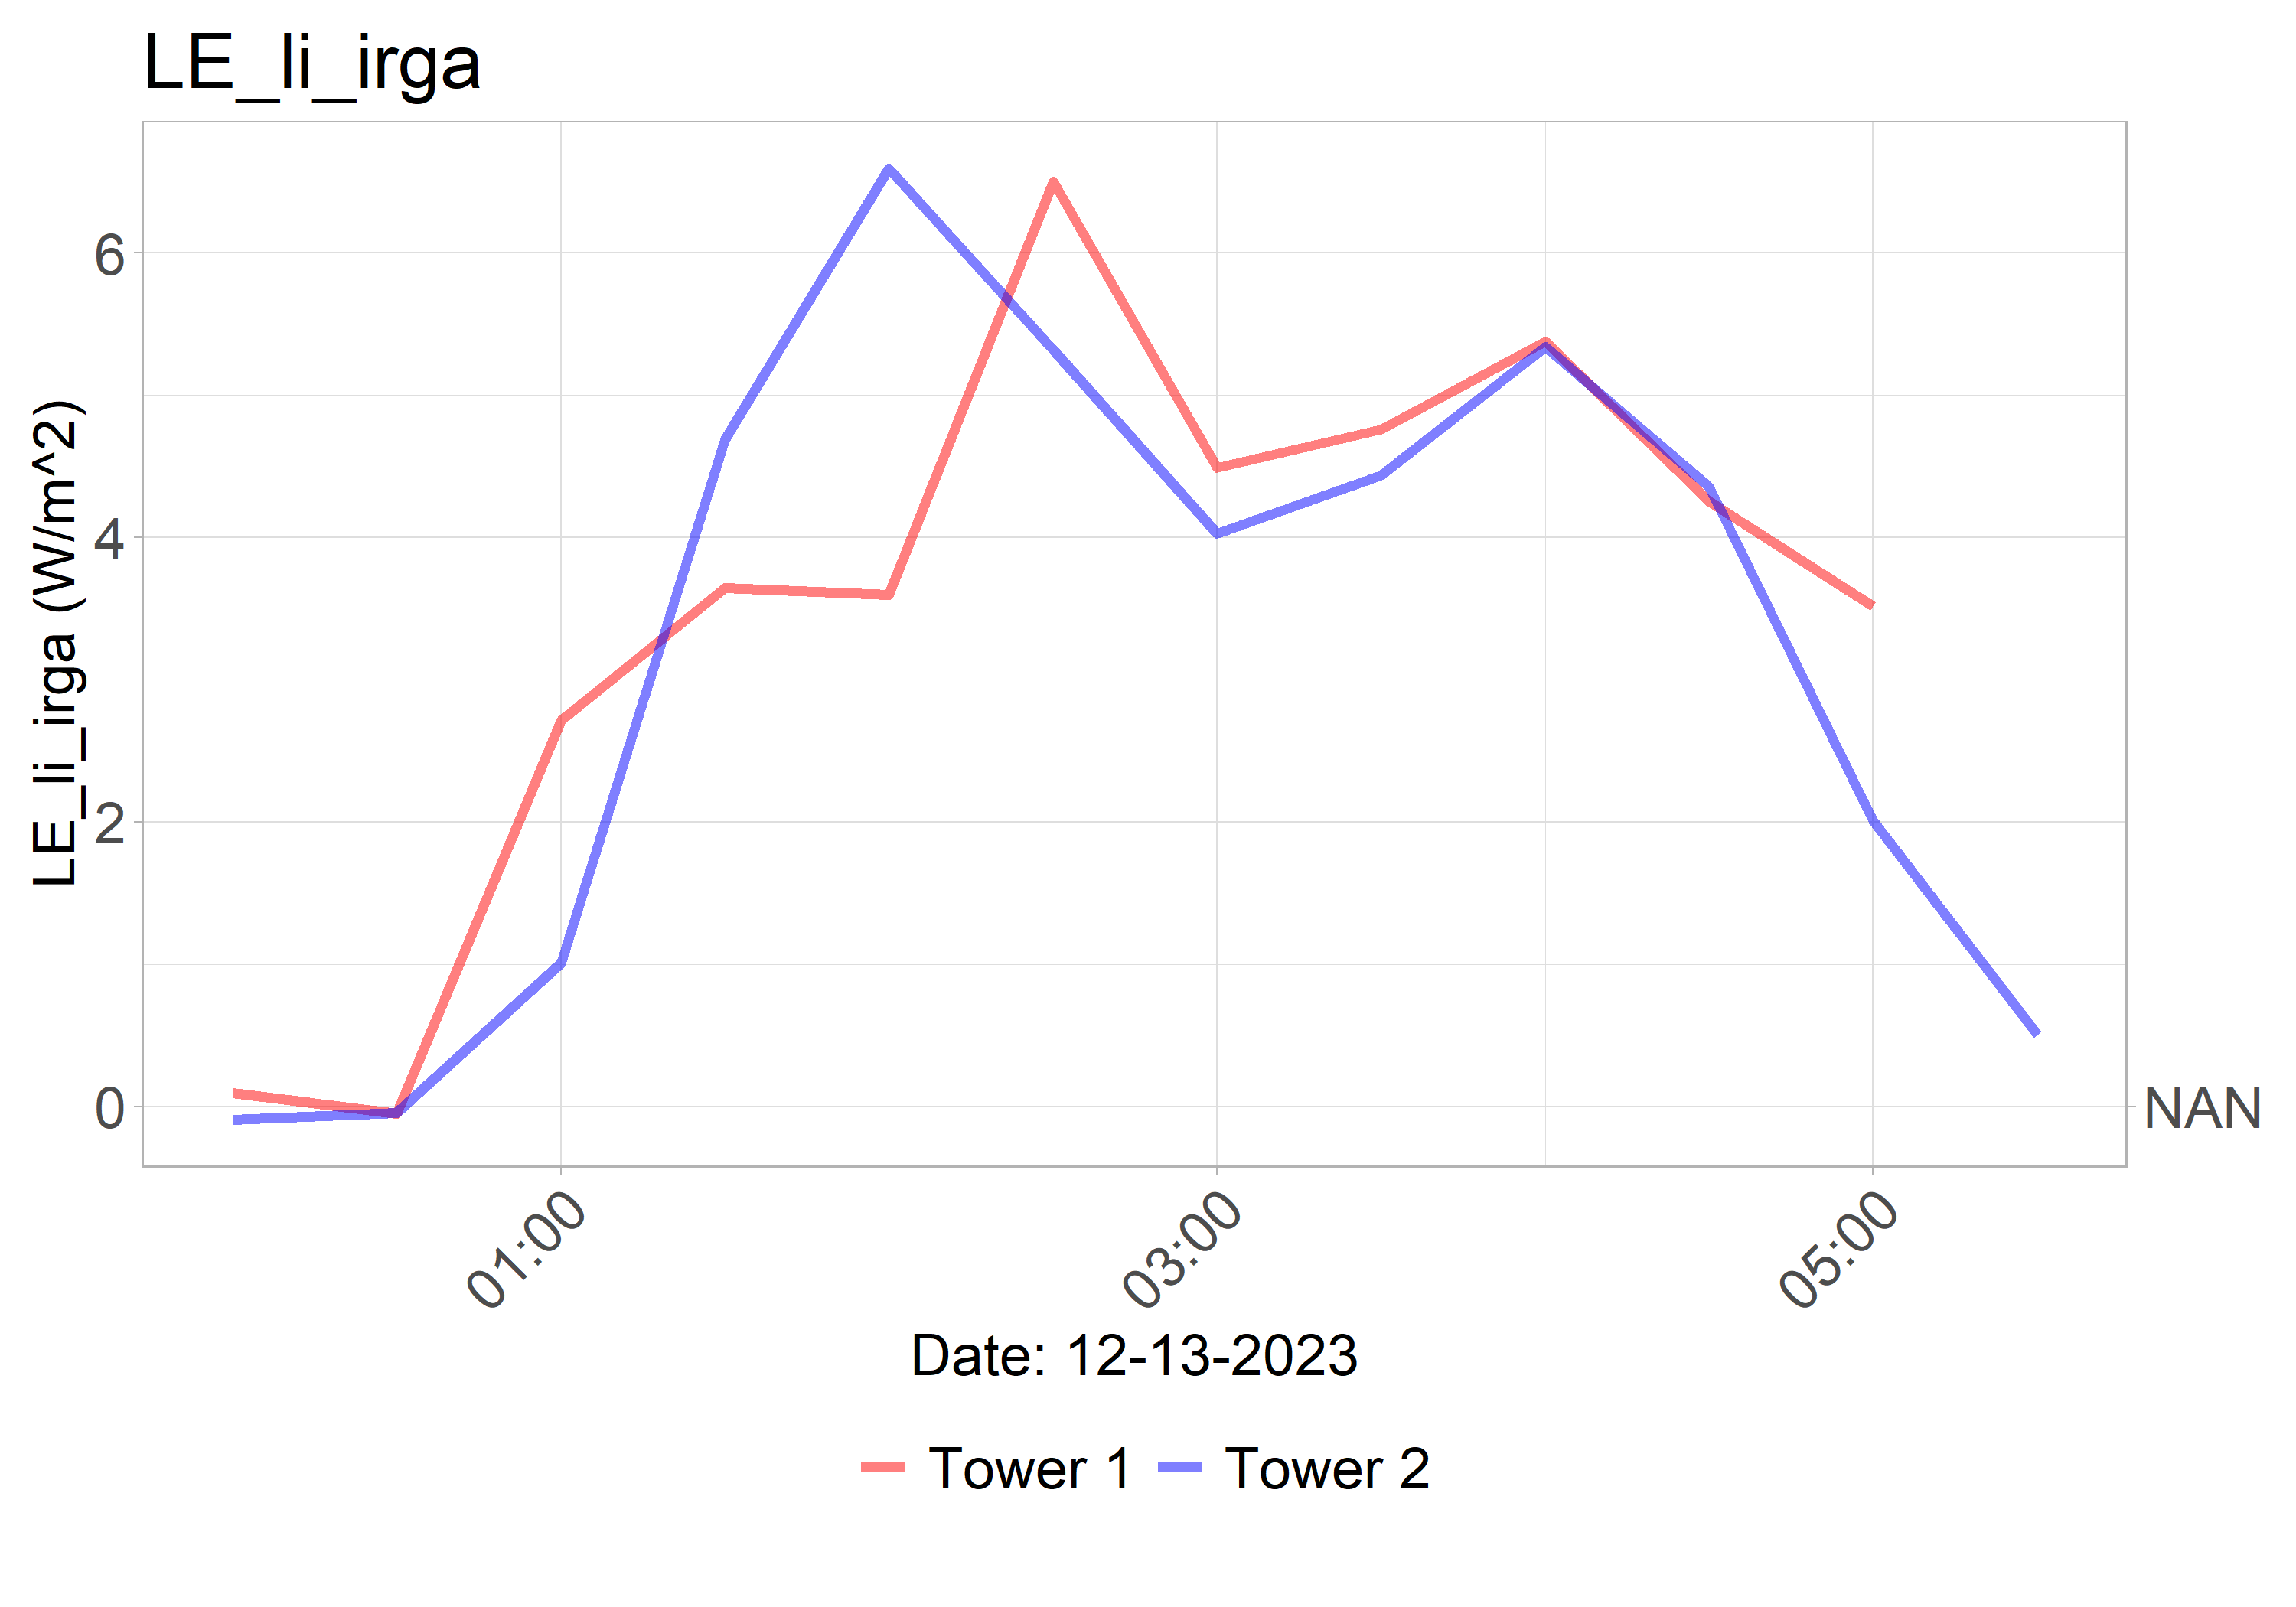 LE_li_irga
LE_li_irga (W/m^2)
6
4
2
0
NAN
01:00
03:00
05:00
Date: 12-13-2023
Tower 1
Tower 2